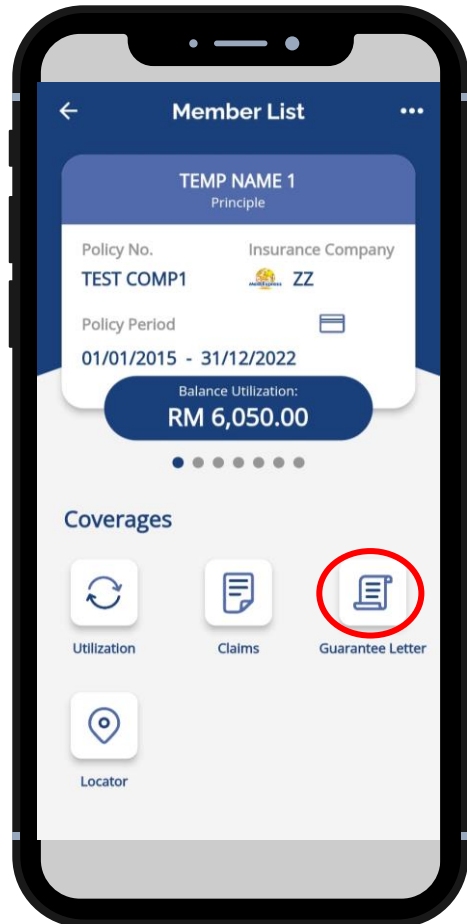 Member List
TEMP NAME 1
Principle
Policy No. Insurance Company
TEST COMP1 ZZ
Policy Period
01/01/2015 - 31/12/2022
Balance Utilization:
RM 6,050.00
Coverages
Utilization Claims Guarantee Letter
Locator